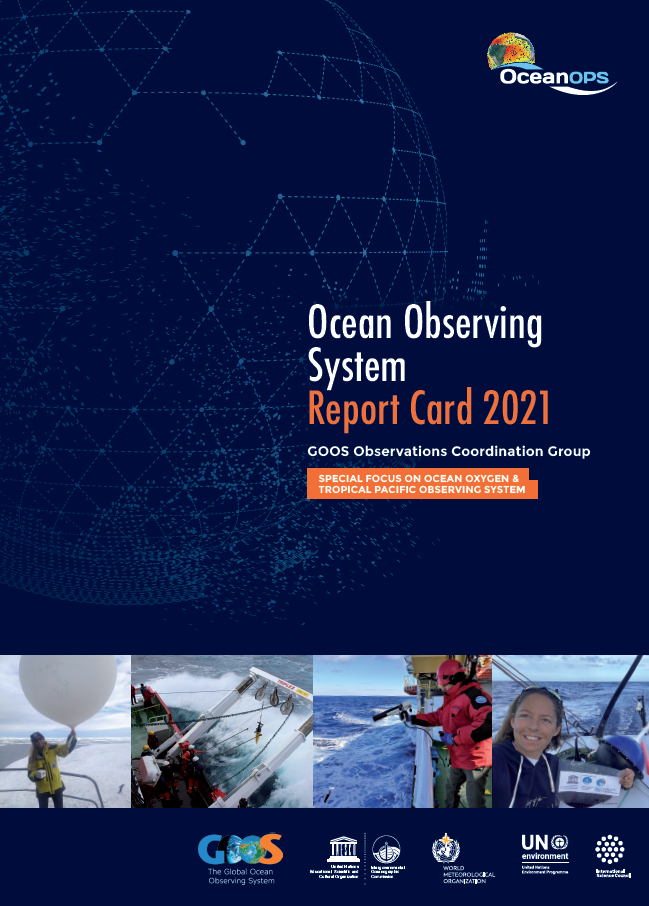 OceanOPS
Ocean Observing
System
Report Card 2021
GOOS Observations Coordination Group
SPECIAL FOCUS ON OCEAN OXYGEN &
TROPICAL PACIFIC OBSERVING SYSTEM
GOOS
The Global Ocean
Observing System
United Nations
Educational, Scientific and
Cultural Organization
Intergovernmental
Oceanographic
Commission
WORLD
METEOROLOGICAL
ORGANIZATION
UN
environment
United Nations
Environment Programme
International
Science Council